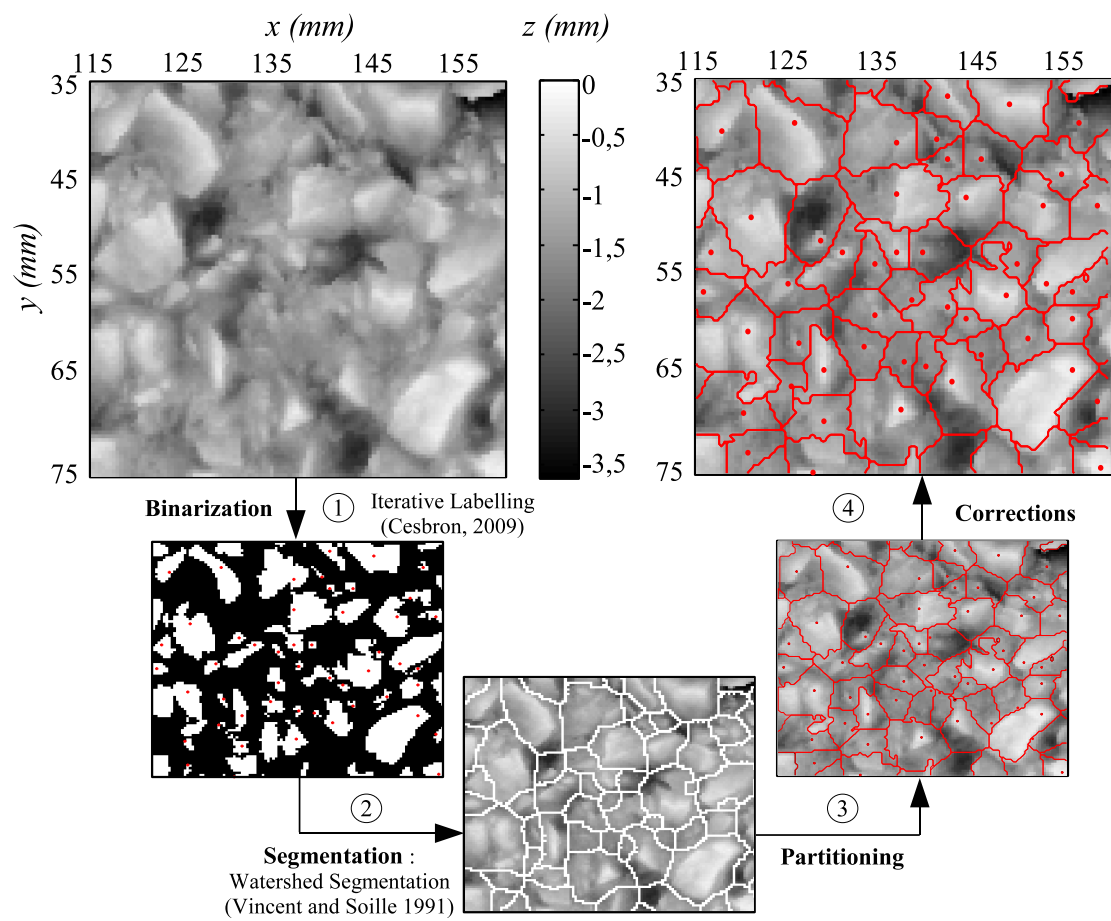 x (mm)
z (mm)
x (mm)
115 125 135 145 155
115 125 135 145 155
35
45
55
65
75
y (mm)
0
-0,5
-1
-1,5
-2
-2,5
-3
-3,5
35
45
55
65
75
Binarization
1
Iterative Labelling
(Cesbron, 2009)
4
Corrections
2
Segmentation :
Watershed Segmentation
(Vincent and Soille 1991)
3
Partitioning